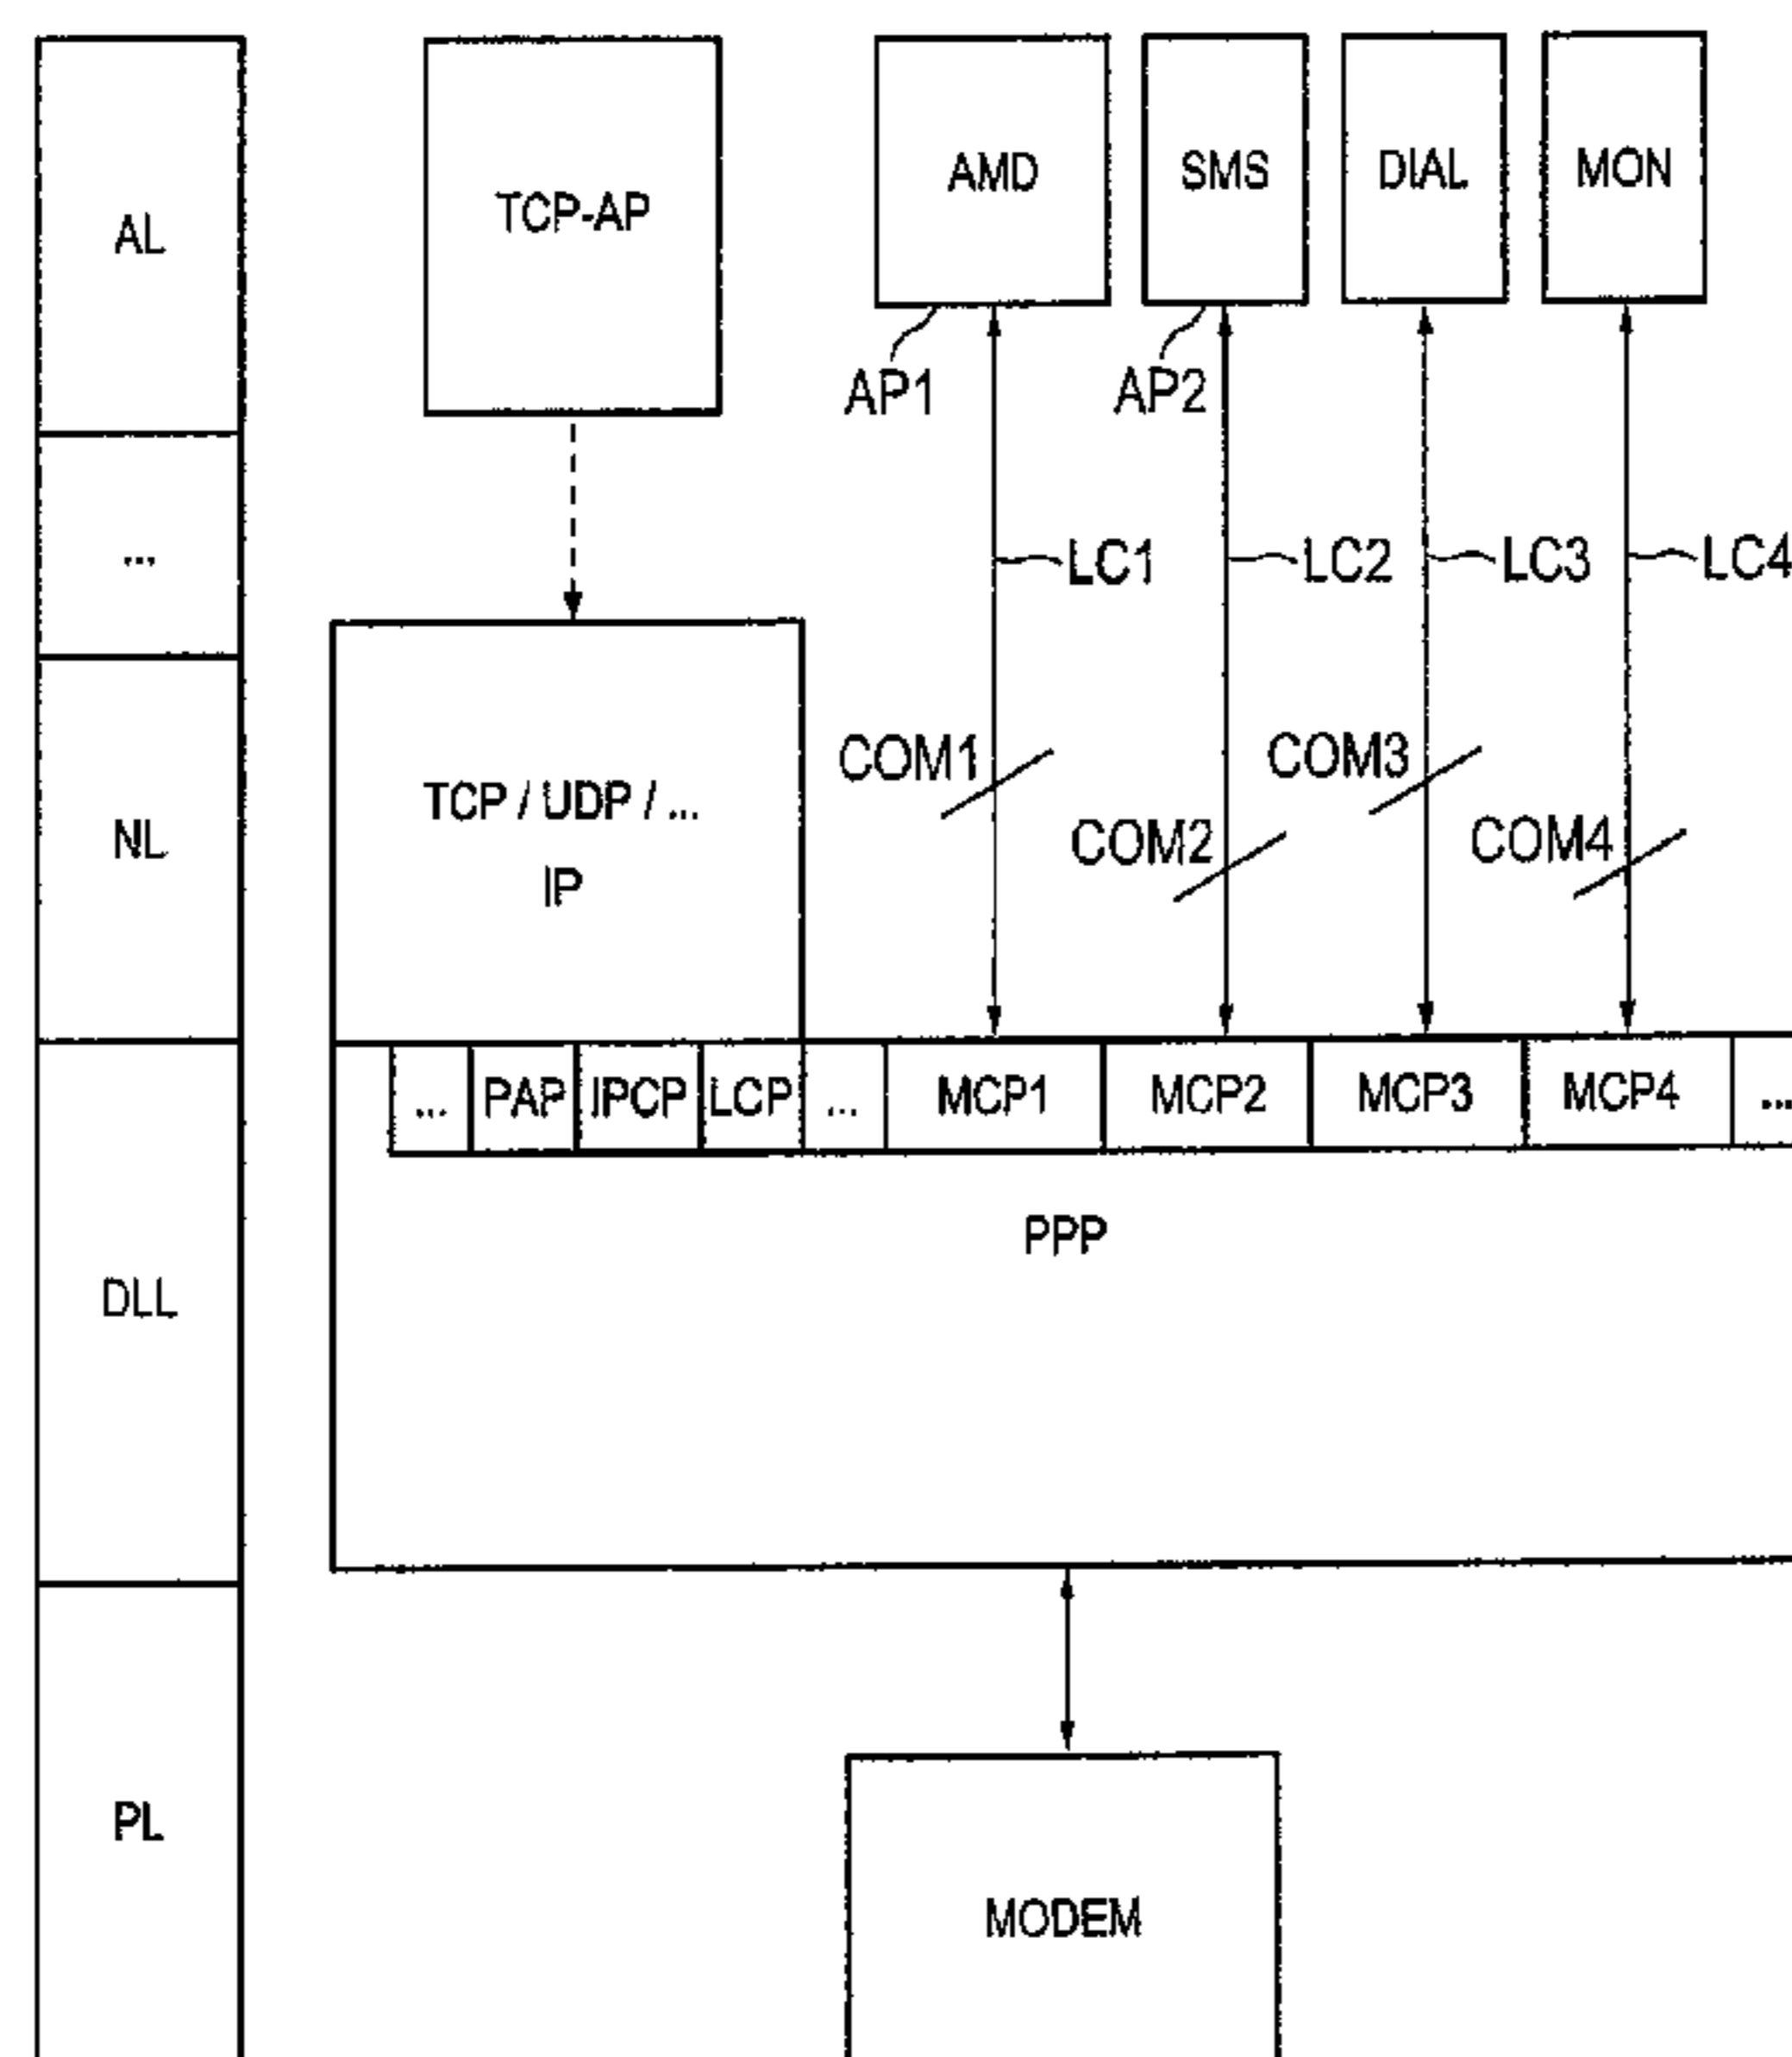 AL
...
NL
DLL
PL
TCP-AP
AMD
SMS
DIAL
MON
AP1
AP2
LC1
LC2
LC3
LC4
COM1
COM2
COM3
COM4
TCP / UDP / ...
IP
... PAP IPCP LCP ... MCP1 MCP2 MCP3 MCP4 ...
PPP
MODEM